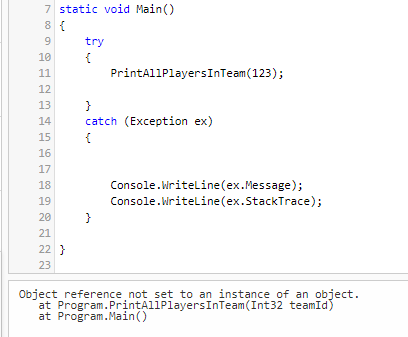 7 static void Main()
8 {
9 try
10 {
11 PrintAllPlayersInTeam(123);
12
13 }
14 catch (Exception ex)
15 {
16
17
18 Console.WriteLine(ex.Message);
19 Console.WriteLine(ex.StackTrace);
20 }
21
22 }
23
Object reference not set to an instance of an object.
at Program.PrintAllPlayersInTeam(Int32 teamId)
at Program.Main()